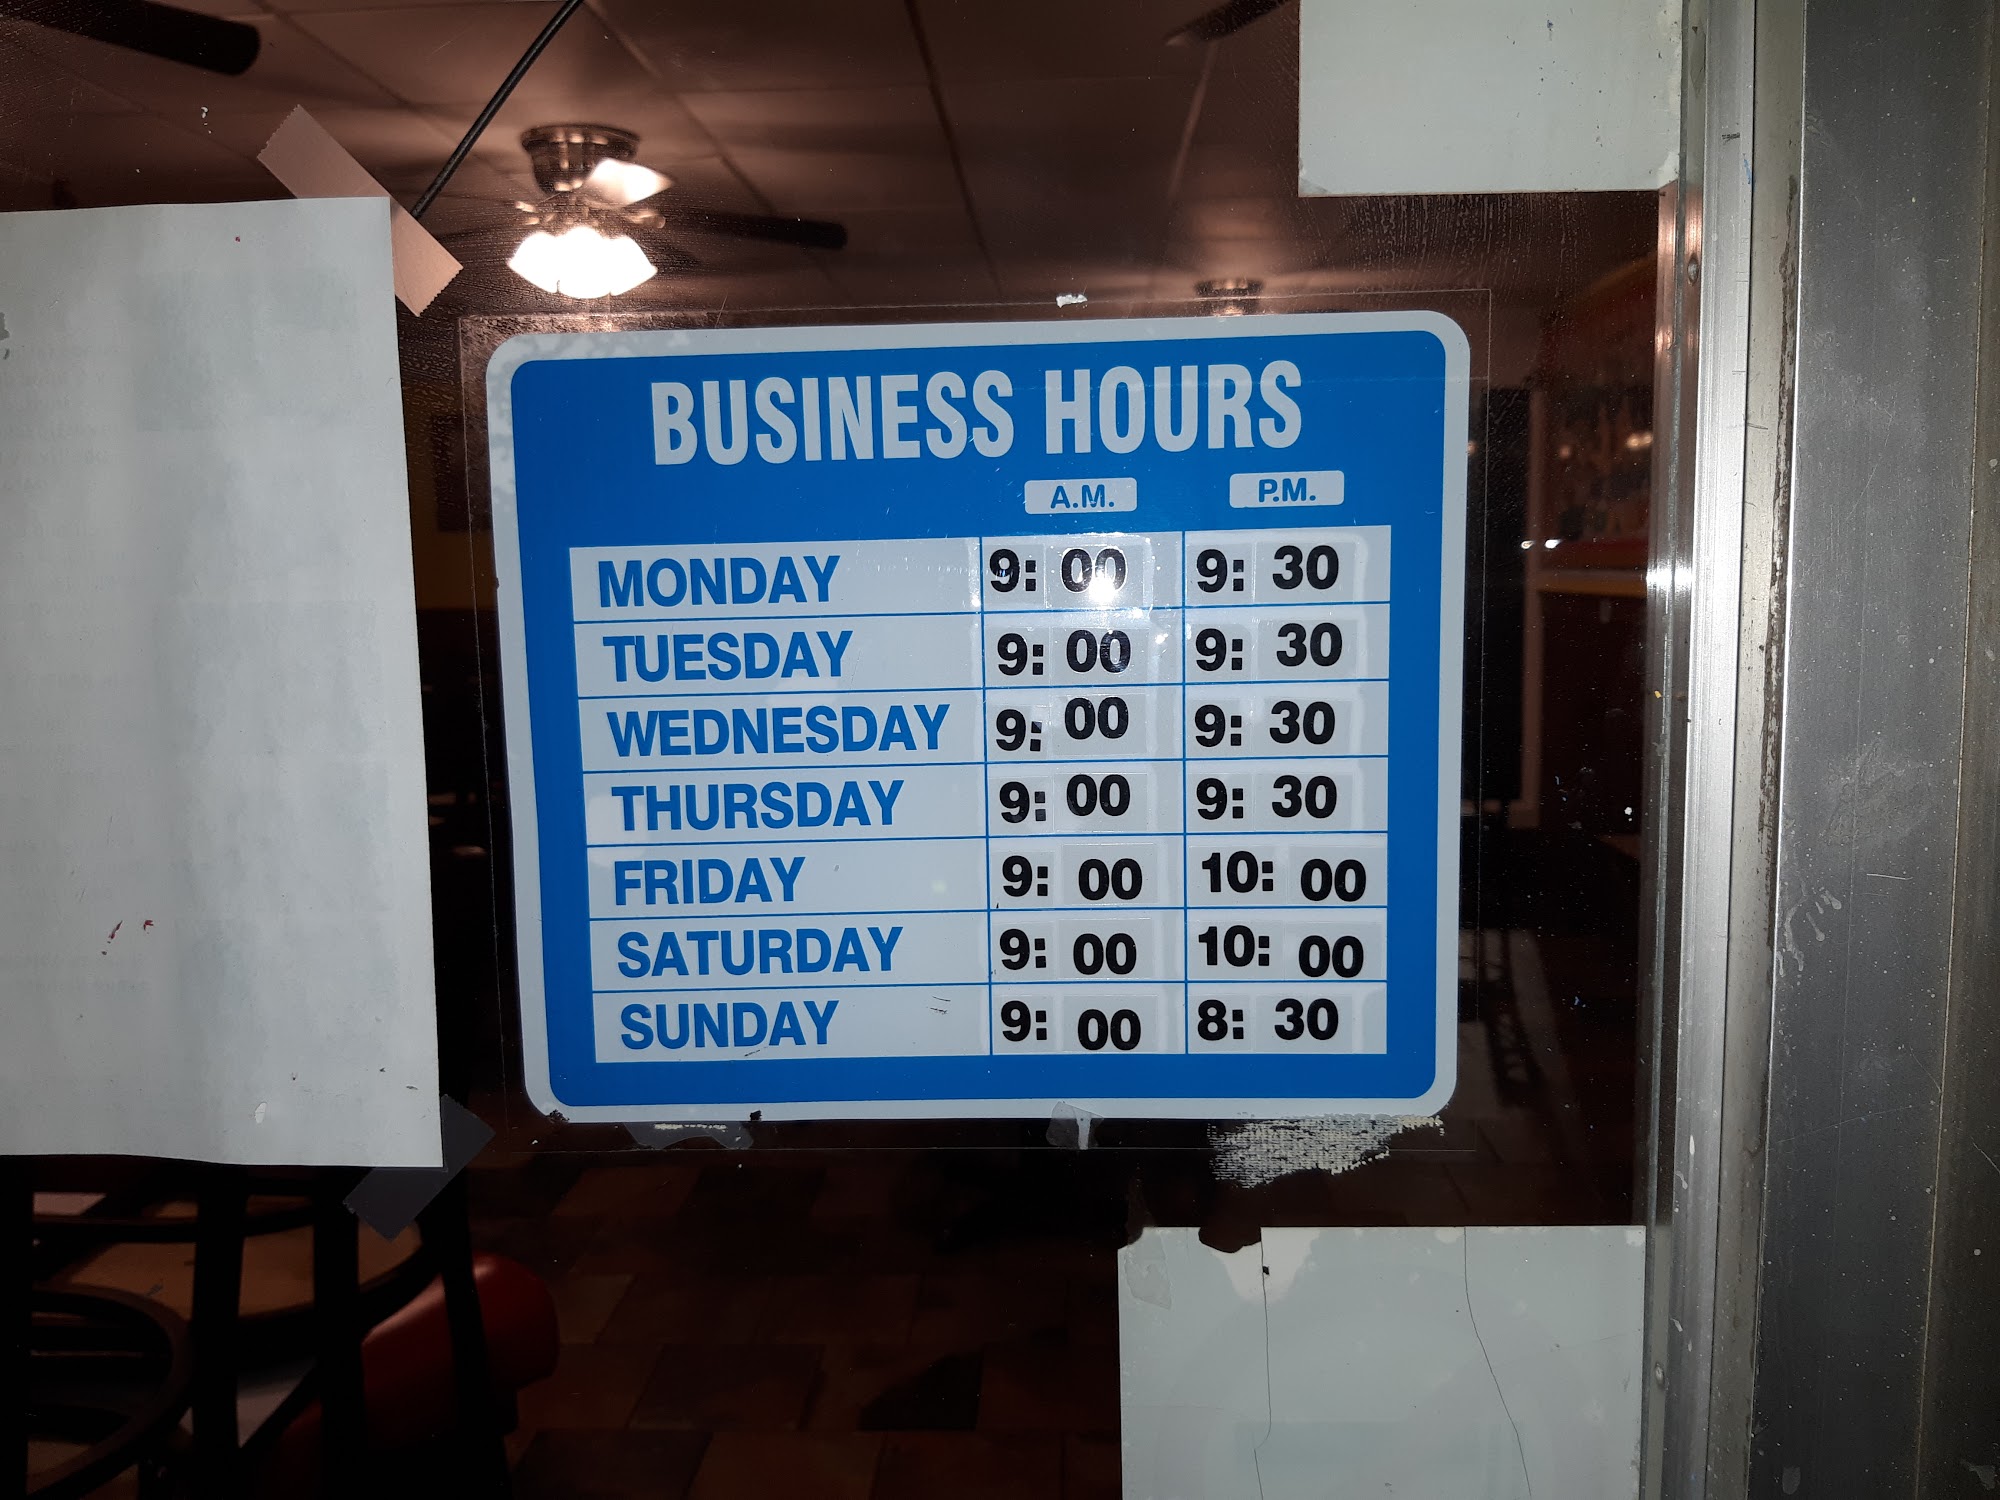 BUSINESS HOURS
A.M. P.M.
MONDAY 9: 00 9: 30
TUESDAY 9: 00 9: 30
WEDNESDAY 9: 00 9: 30
THURSDAY 9: 00 9: 30
FRIDAY 9: 00 10: 00
SATURDAY 9: 00 10: 00
SUNDAY 9: 00 8: 30